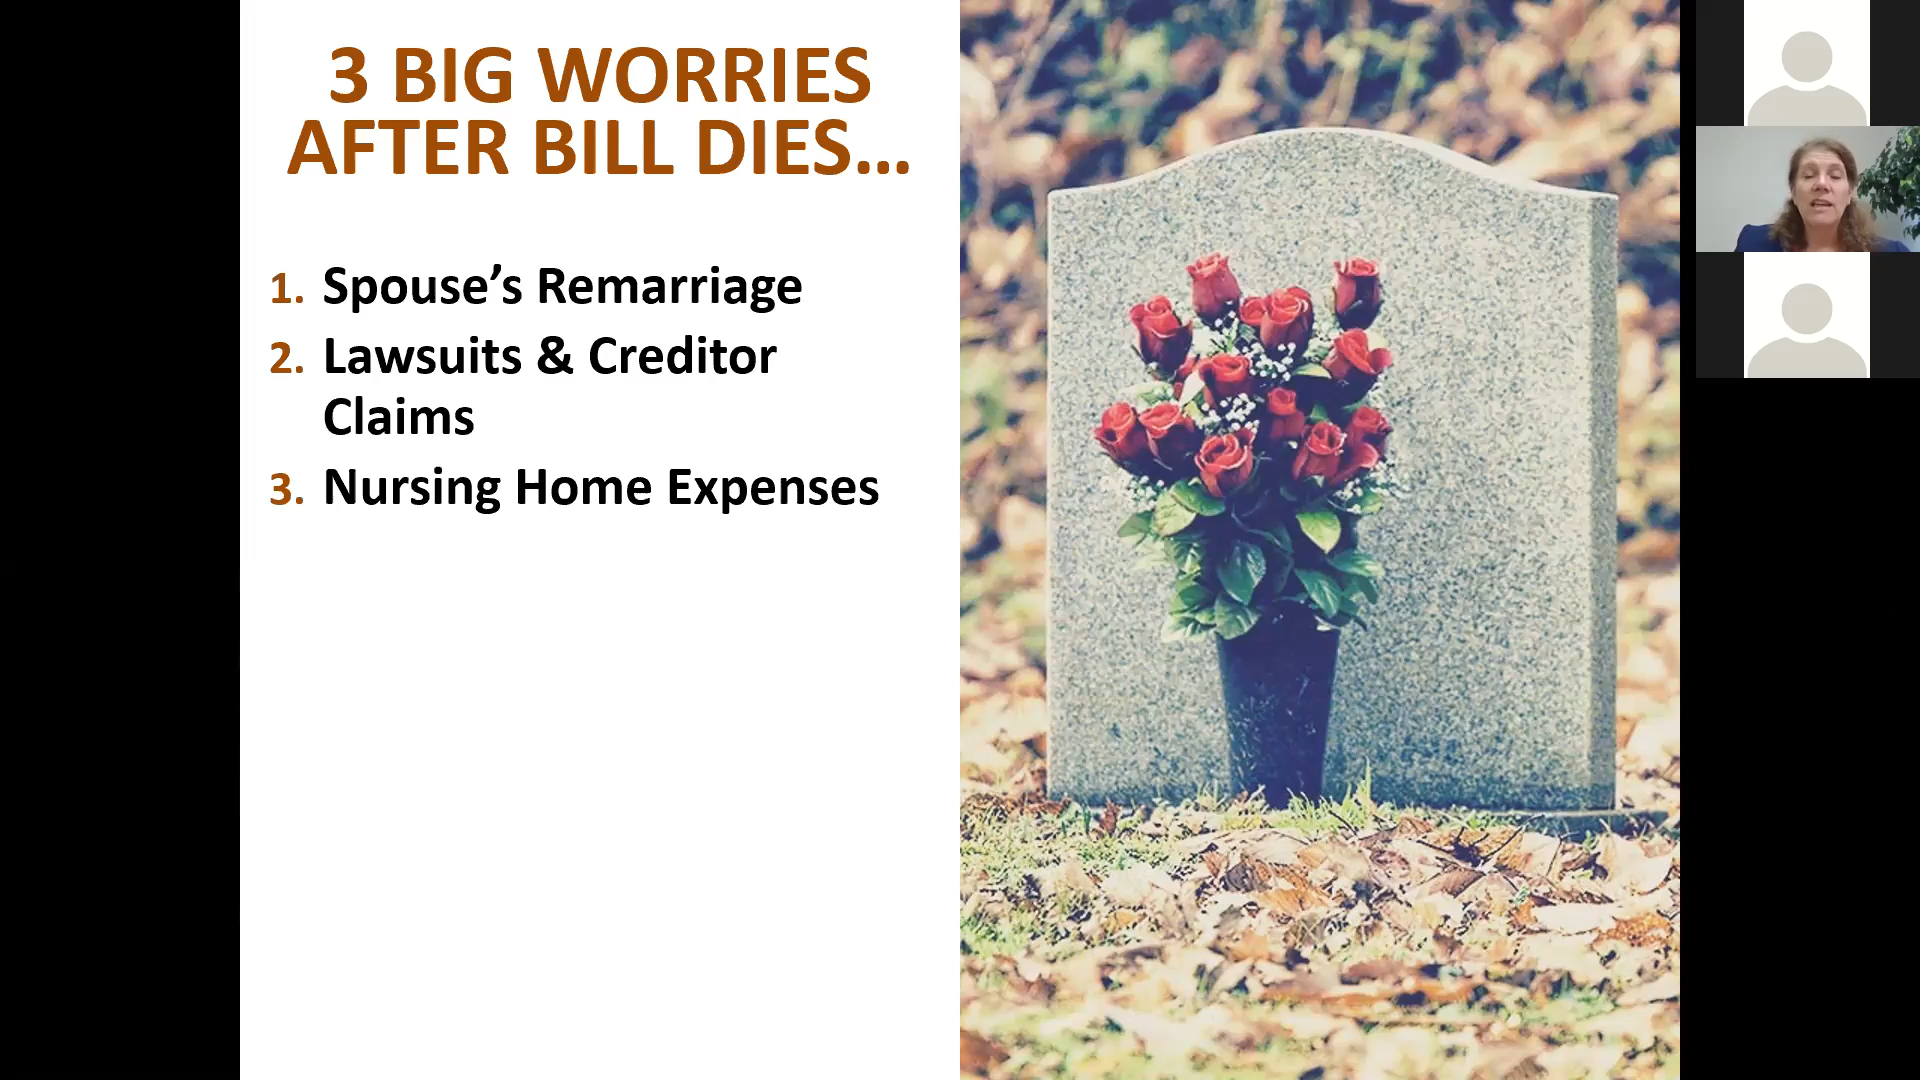 3 BIG WORRIES
AFTER BILL DIES...
1. Spouse’s Remarriage
2. Lawsuits & Creditor
Claims
3. Nursing Home Expenses